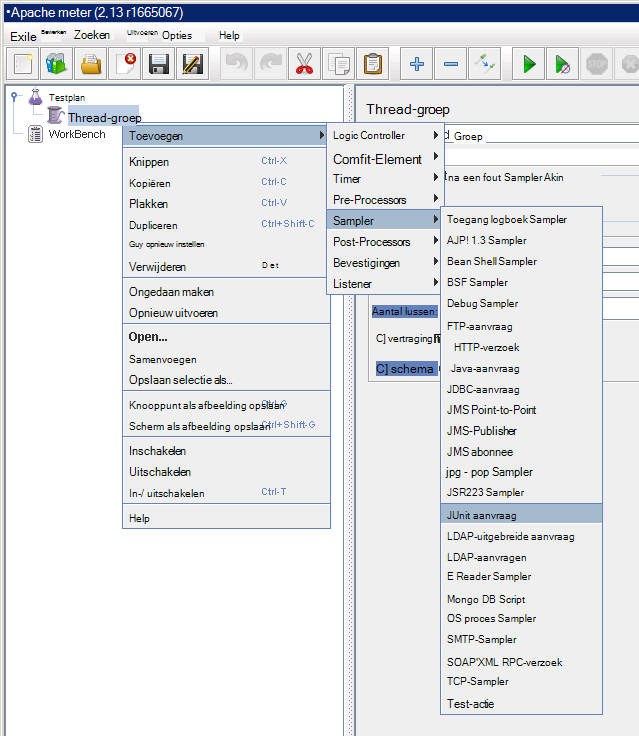 •Apache meter (2,13 r1665067)
Exile Bewerken Zoeken Uitvoeren Opties Help
Testplan
Thread-groep
WorkBench
Toevoegen
Knippen Ctrl-X
Kopiëren Ctrl-C
Plakken Ctrl-V
Dupliceren Ctrl+Shift-C
Guy opnieuw instellen
Verwijderen Det
Ongedaan maken
Opnieuw uitvoeren
Open...
Samenvoegen
Opslaan selectie als...
Knooppunt als afbeelding opslaan Ctrl-G
Scherm als afbeelding opslaan Ctrl+Shift-G
Inschakelen
Uitschakelen
In-/ uitschakelen Ctrl-T
Help
Logic Controller
Comfit-Element
Timer
Pre-Processors
Sampler
Post-Processors
Bevestigingen
Listener
Thread-groep
Groep
na een fout Sampler Akin
Aantal lussen:
C] vertraging
C] schema
Toegang logboek Sampler
AJP! 1.3 Sampler
Bean Shell Sampler
BSF Sampler
Debug Sampler
FTP-aanvraag
HTTP-verzoek
Java-aanvraag
JDBC-aanvraag
JMS Point-to-Point
JMS-Publisher
JMS abonnee
jpg - pop Sampler
JSR223 Sampler
JUnit aanvraag
LDAP-uitgebreide aanvraag
LDAP-aanvragen
E Reader Sampler
Mongo DB Script
OS proces Sampler
SMTP-Sampler
SOAP'XML RPC-verzoek
TCP-Sampler
Test-actie